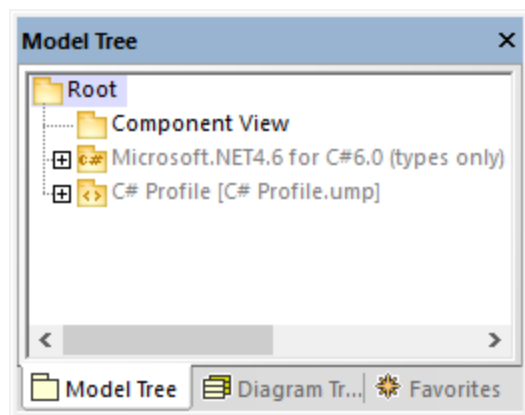 Model Tree
Root
Component View
c# Microsoft.NET4.6 for C#6.0 (types only)
C# Profile [C# Profile.ump]
Model Tree Diagram Tr... Favorites